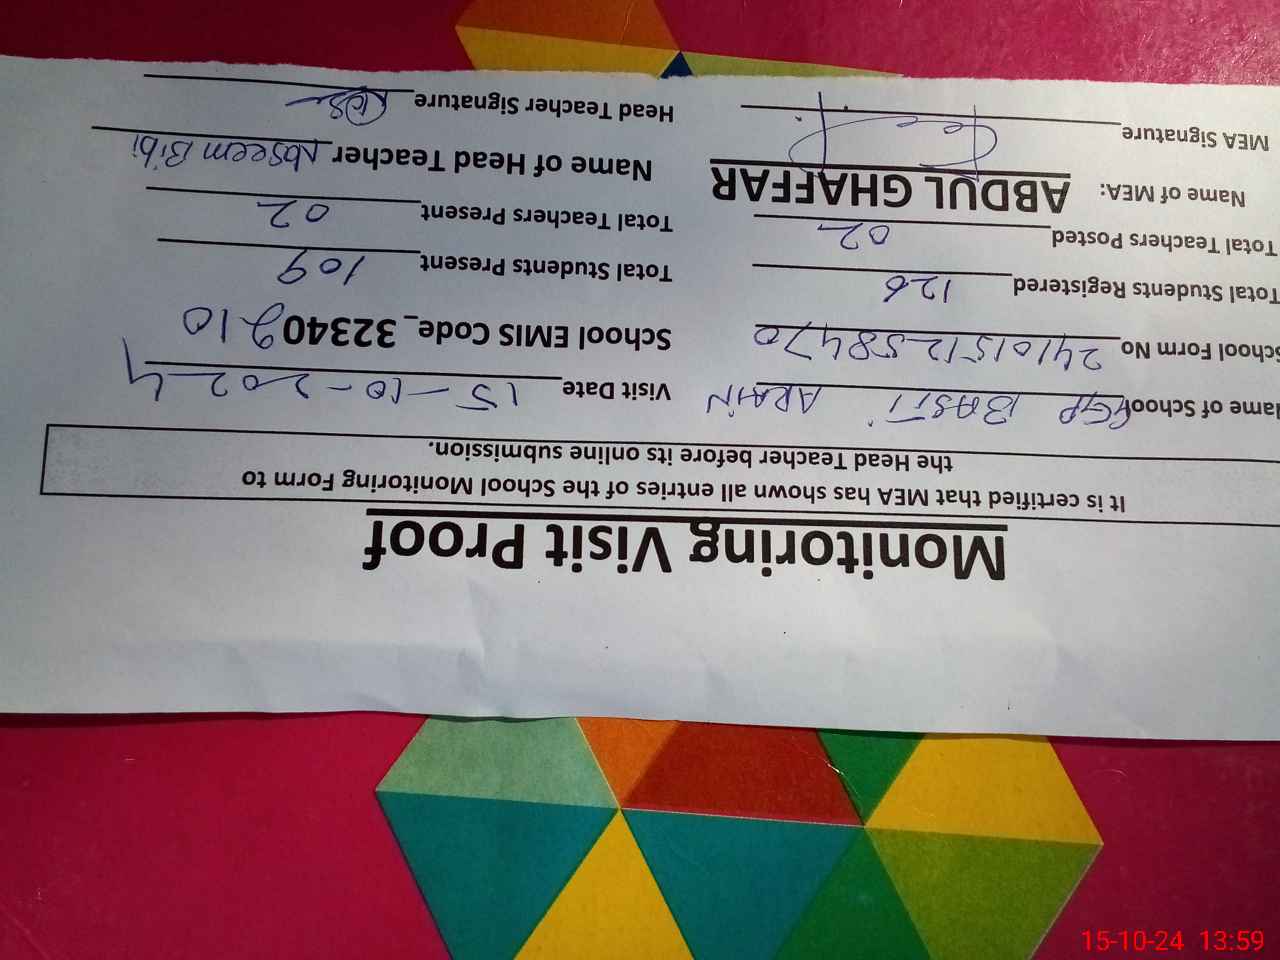 Monitoring Visit Proof
It is certified that MEA has shown all entries of the School Monitoring Form to
the Head Teacher before its online submission.
Name of School GGP BASTI ARAIN Visit Date 15-10-2024
School Form No 241015125 8470 School EMIS Code_ 32340210
Total Students Registered 126 Total Students Present 109
Total Teachers Posted 02 Total Teachers Present 02
Name of MEA: ABDUL GHAFFAR Name of Head Teacher Naseem Bibi
MEA Signature Head Teacher Signature
15-10-24 13:59